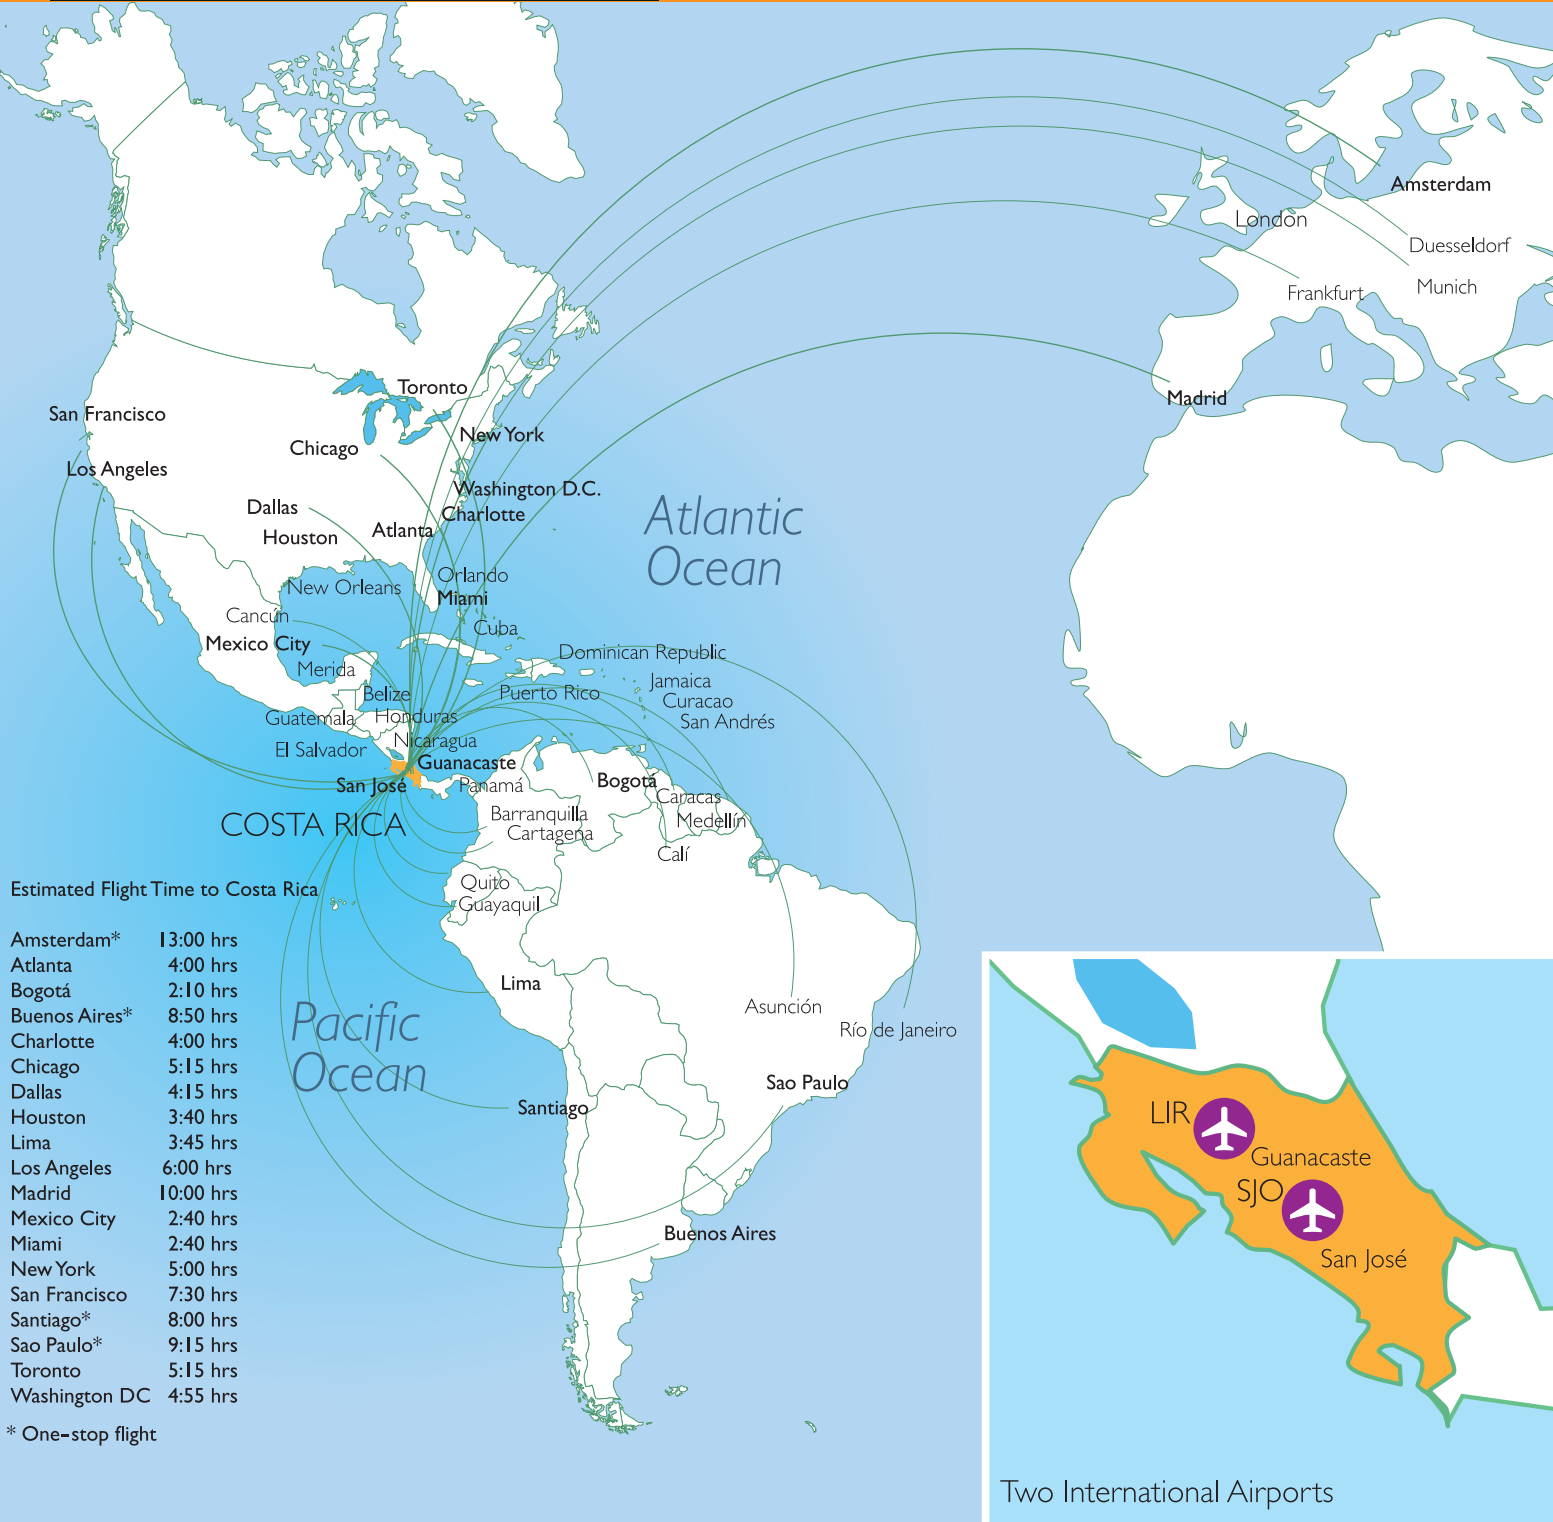 Amsterdam
London
Duesseldorf
Munich
Frankfurt
Toronto
Madrid
San Francisco
New York
Chicago
Los Angeles
Washington D.C.
Dallas
Charlotte
Atlanta
Houston
Atlantic
Ocean
Orlando
New Orleans
Miami
Cancún
Cuba
Mexico City
Dominican Republic
Merida
Jamaica
Belize
Puerto Rico
Curacao
Guatemala
Honduras
San Andrés
Nicaragua
El Salvador
Guanacaste
San José
Panamá
Bogotá
Caracas
COSTA RICA
Barranquilla
Medellín
Cartagena
Calí
Quito
Guayaquil
Lima
Asunción
Río de Janeiro
Pacific
Ocean
Sao Paulo
Santiago
Buenos Aires
Estimated Flight Time to Costa Rica
Amsterdam* 13:00 hrs
Atlanta 4:00 hrs
Bogotá 2:10 hrs
Buenos Aires* 8:50 hrs
Charlotte 4:00 hrs
Chicago 5:15 hrs
Dallas 4:15 hrs
Houston 3:40 hrs
Lima 3:45 hrs
Los Angeles 6:00 hrs
Madrid 10:00 hrs
Mexico City 2:40 hrs
Miami 2:40 hrs
New York 5:00 hrs
San Francisco 7:30 hrs
Santiago* 8:00 hrs
Sao Paulo* 9:15 hrs
Toronto 5:15 hrs
Washington DC 4:55 hrs
* One-stop flight
LIR
Guanacaste
SJO
San José
Two International Airports